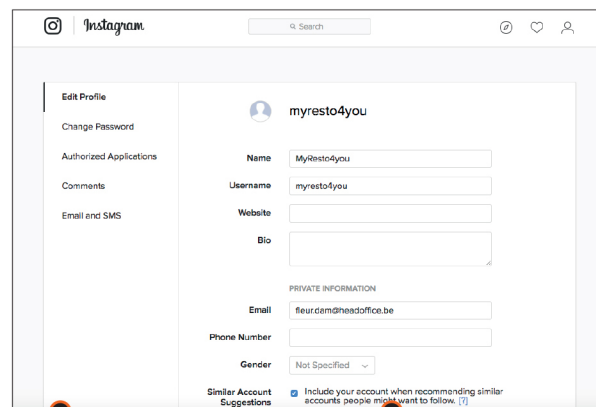 Instagram
Search
Edit Profile
Change Password
Authorized Applications
Comments
Email and SMS
myresto4you
Name MyResto4you
Username myresto4you
Website
Bio
PRIVATE INFORMATION
Email fleur.dam@headoffice.be
Phone Number
Gender Not Specified
Similar Account Include your account when recommending similar
Suggestions accounts people might want to follow. [?]